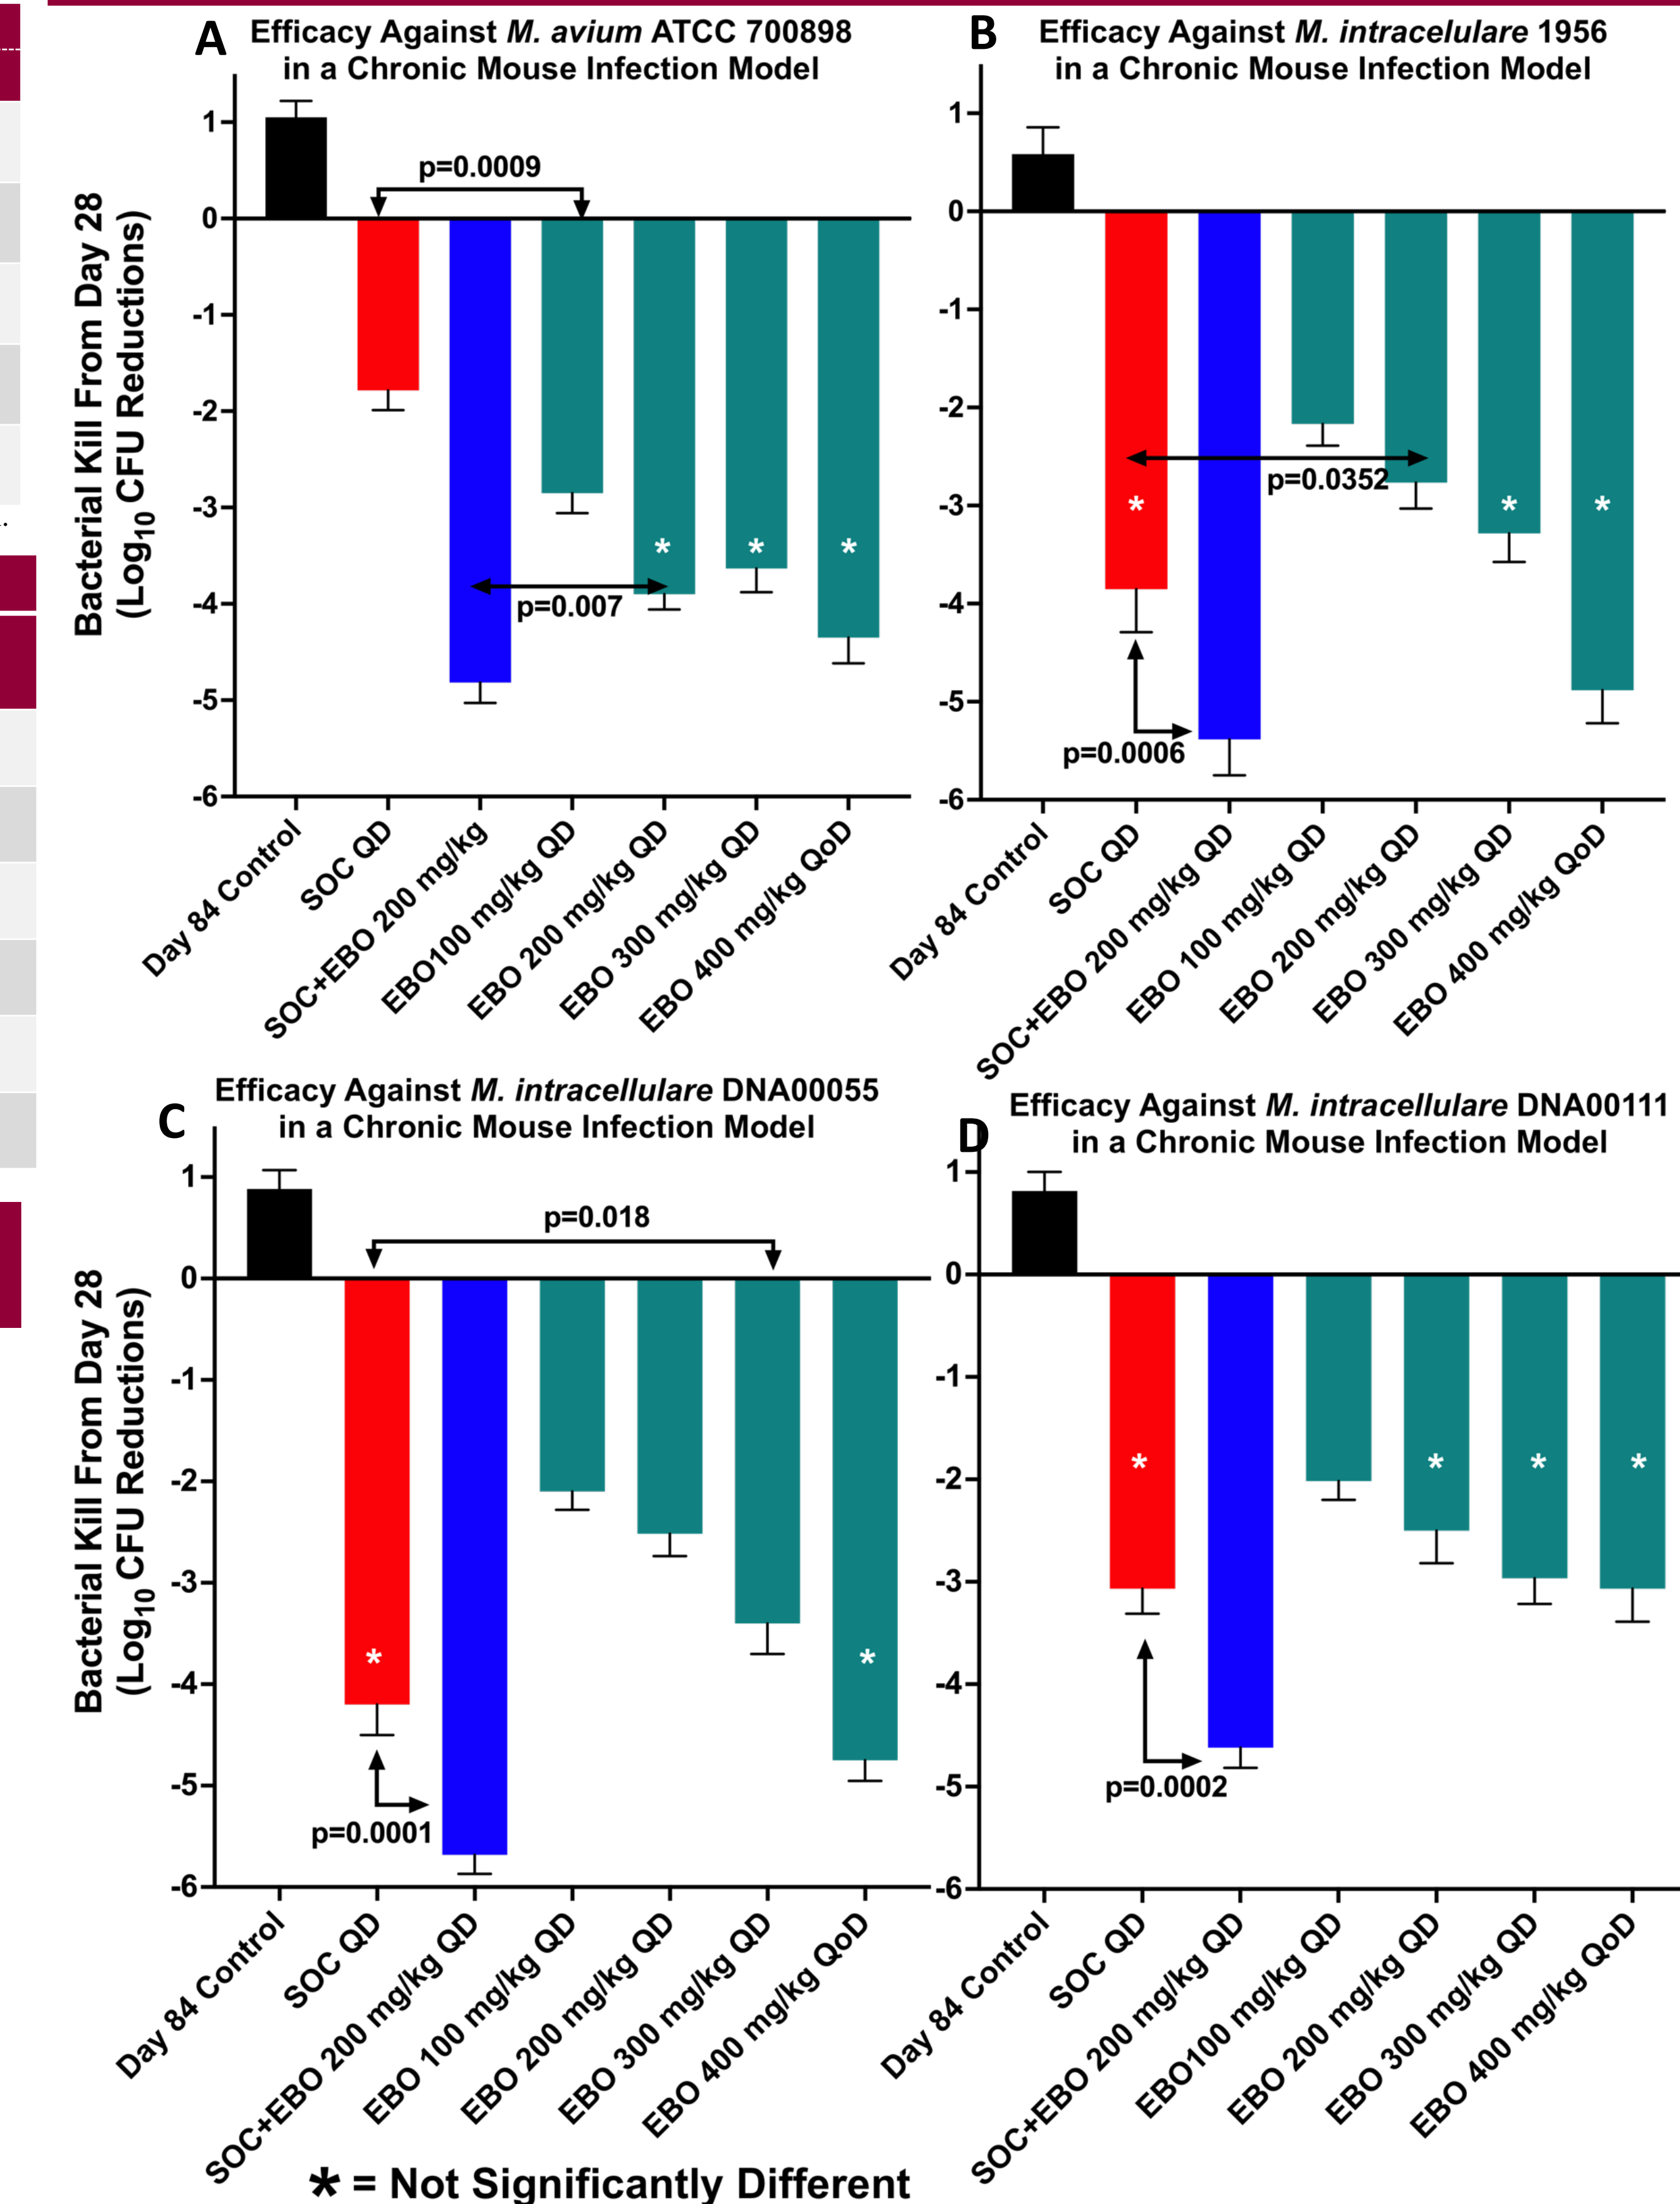 A
Efficacy Against M. avium ATCC 700898
in a Chronic Mouse Infection Model
Bacterial Kill From Day 28
(Log10 CFU Reductions)
1
0
-1
-2
-3
-4
-5
-6
p=0.0009
*
*
*
p=0.007
Day 84 Control
SOC QD
SOC+EBO 200 mg/kg
EBO100 mg/kg QD
EBO 200 mg/kg QD
EBO 300 mg/kg QD
EBO 400 mg/kg QoD
B
Efficacy Against M. intracelulare 1956
in a Chronic Mouse Infection Model
1
0
-1
-2
-3
-4
-5
-6
p=0.0352
*
*
*
p=0.0006
Day 84 Control
SOC QD
SOC+EBO 200 mg/kg QD
EBO 100 mg/kg QD
EBO 200 mg/kg QD
EBO 300 mg/kg QD
EBO 400 mg/kg QoD
C
Efficacy Against M. intracellulare DNA00055
in a Chronic Mouse Infection Model
Bacterial Kill From Day 28
(Log10 CFU Reductions)
1
0
-1
-2
-3
-4
-5
-6
p=0.018
*
*
p=0.0001
Day 84 Control
SOC QD
SOC+EBO 200 mg/kg QD
EBO 100 mg/kg QD
EBO 200 mg/kg QD
EBO 300 mg/kg QD
EBO 400 mg/kg QoD
D
Efficacy Against M. intracellulare DNA00111
in a Chronic Mouse Infection Model
1
0
-1
-2
-3
-4
-5
-6
*
*
*
*
p=0.0002
Day 84 Control
SOC QD
SOC+EBO 200 mg/kg QD
EBO100 mg/kg QD
EBO 200 mg/kg QD
EBO 300 mg/kg QD
EBO 400 mg/kg QoD
* = Not Significantly Different